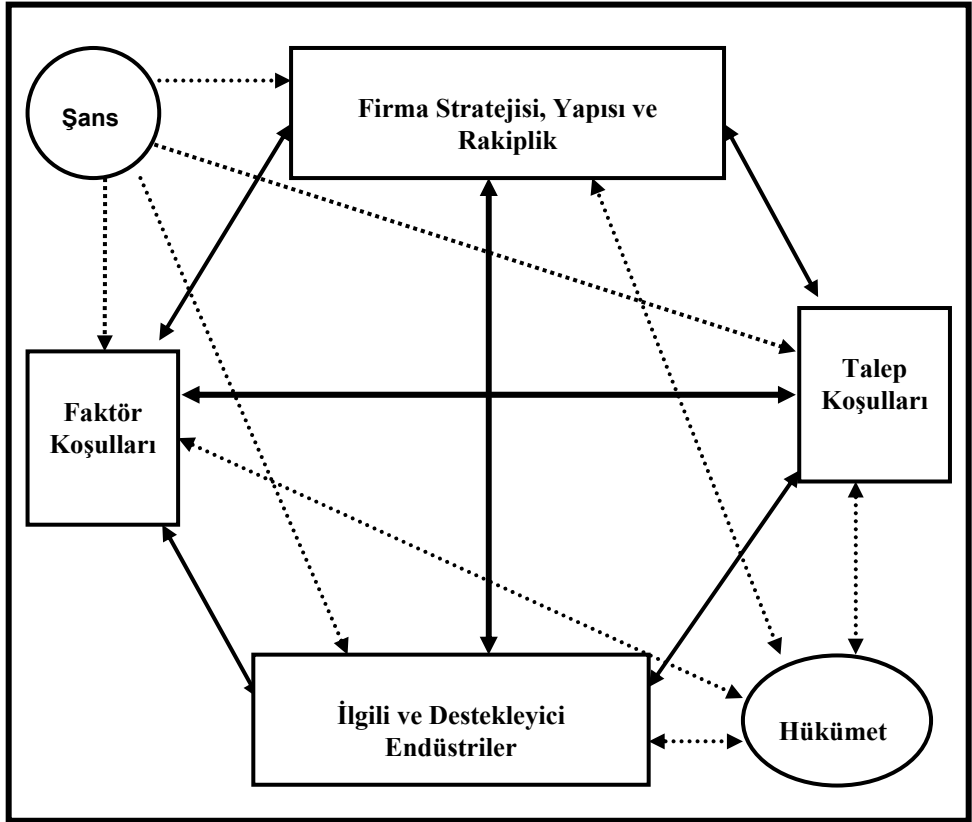 Şans
Firma Stratejisi, Yapısı ve
Rakiplik
Talep
Koşulları
Faktör
Koşulları
İlgili ve Destekleyici
Endüstriler
Hükümet